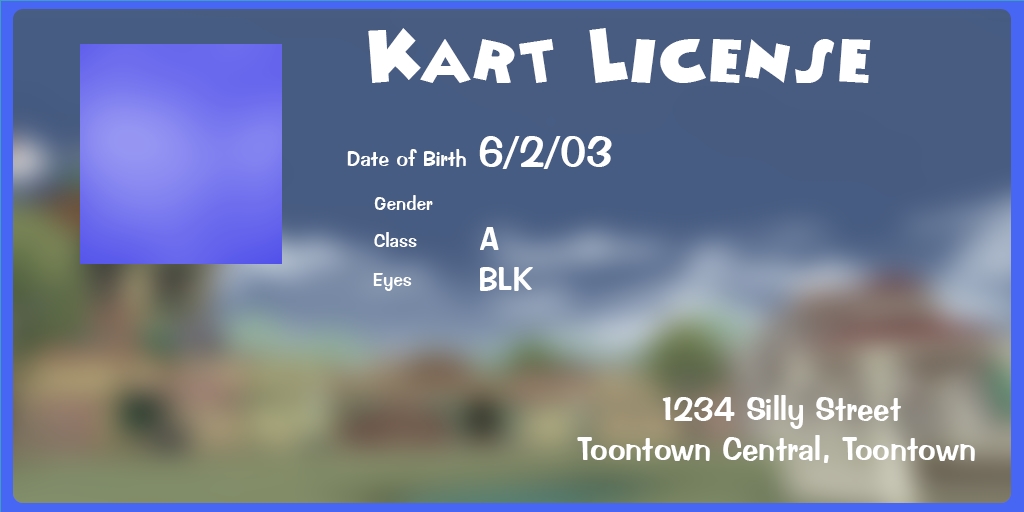 Kart License
Date of Birth 6/2/03
Gender
Class A
Eyes BLK
1234 Silly Street
Toontown Central, Toontown